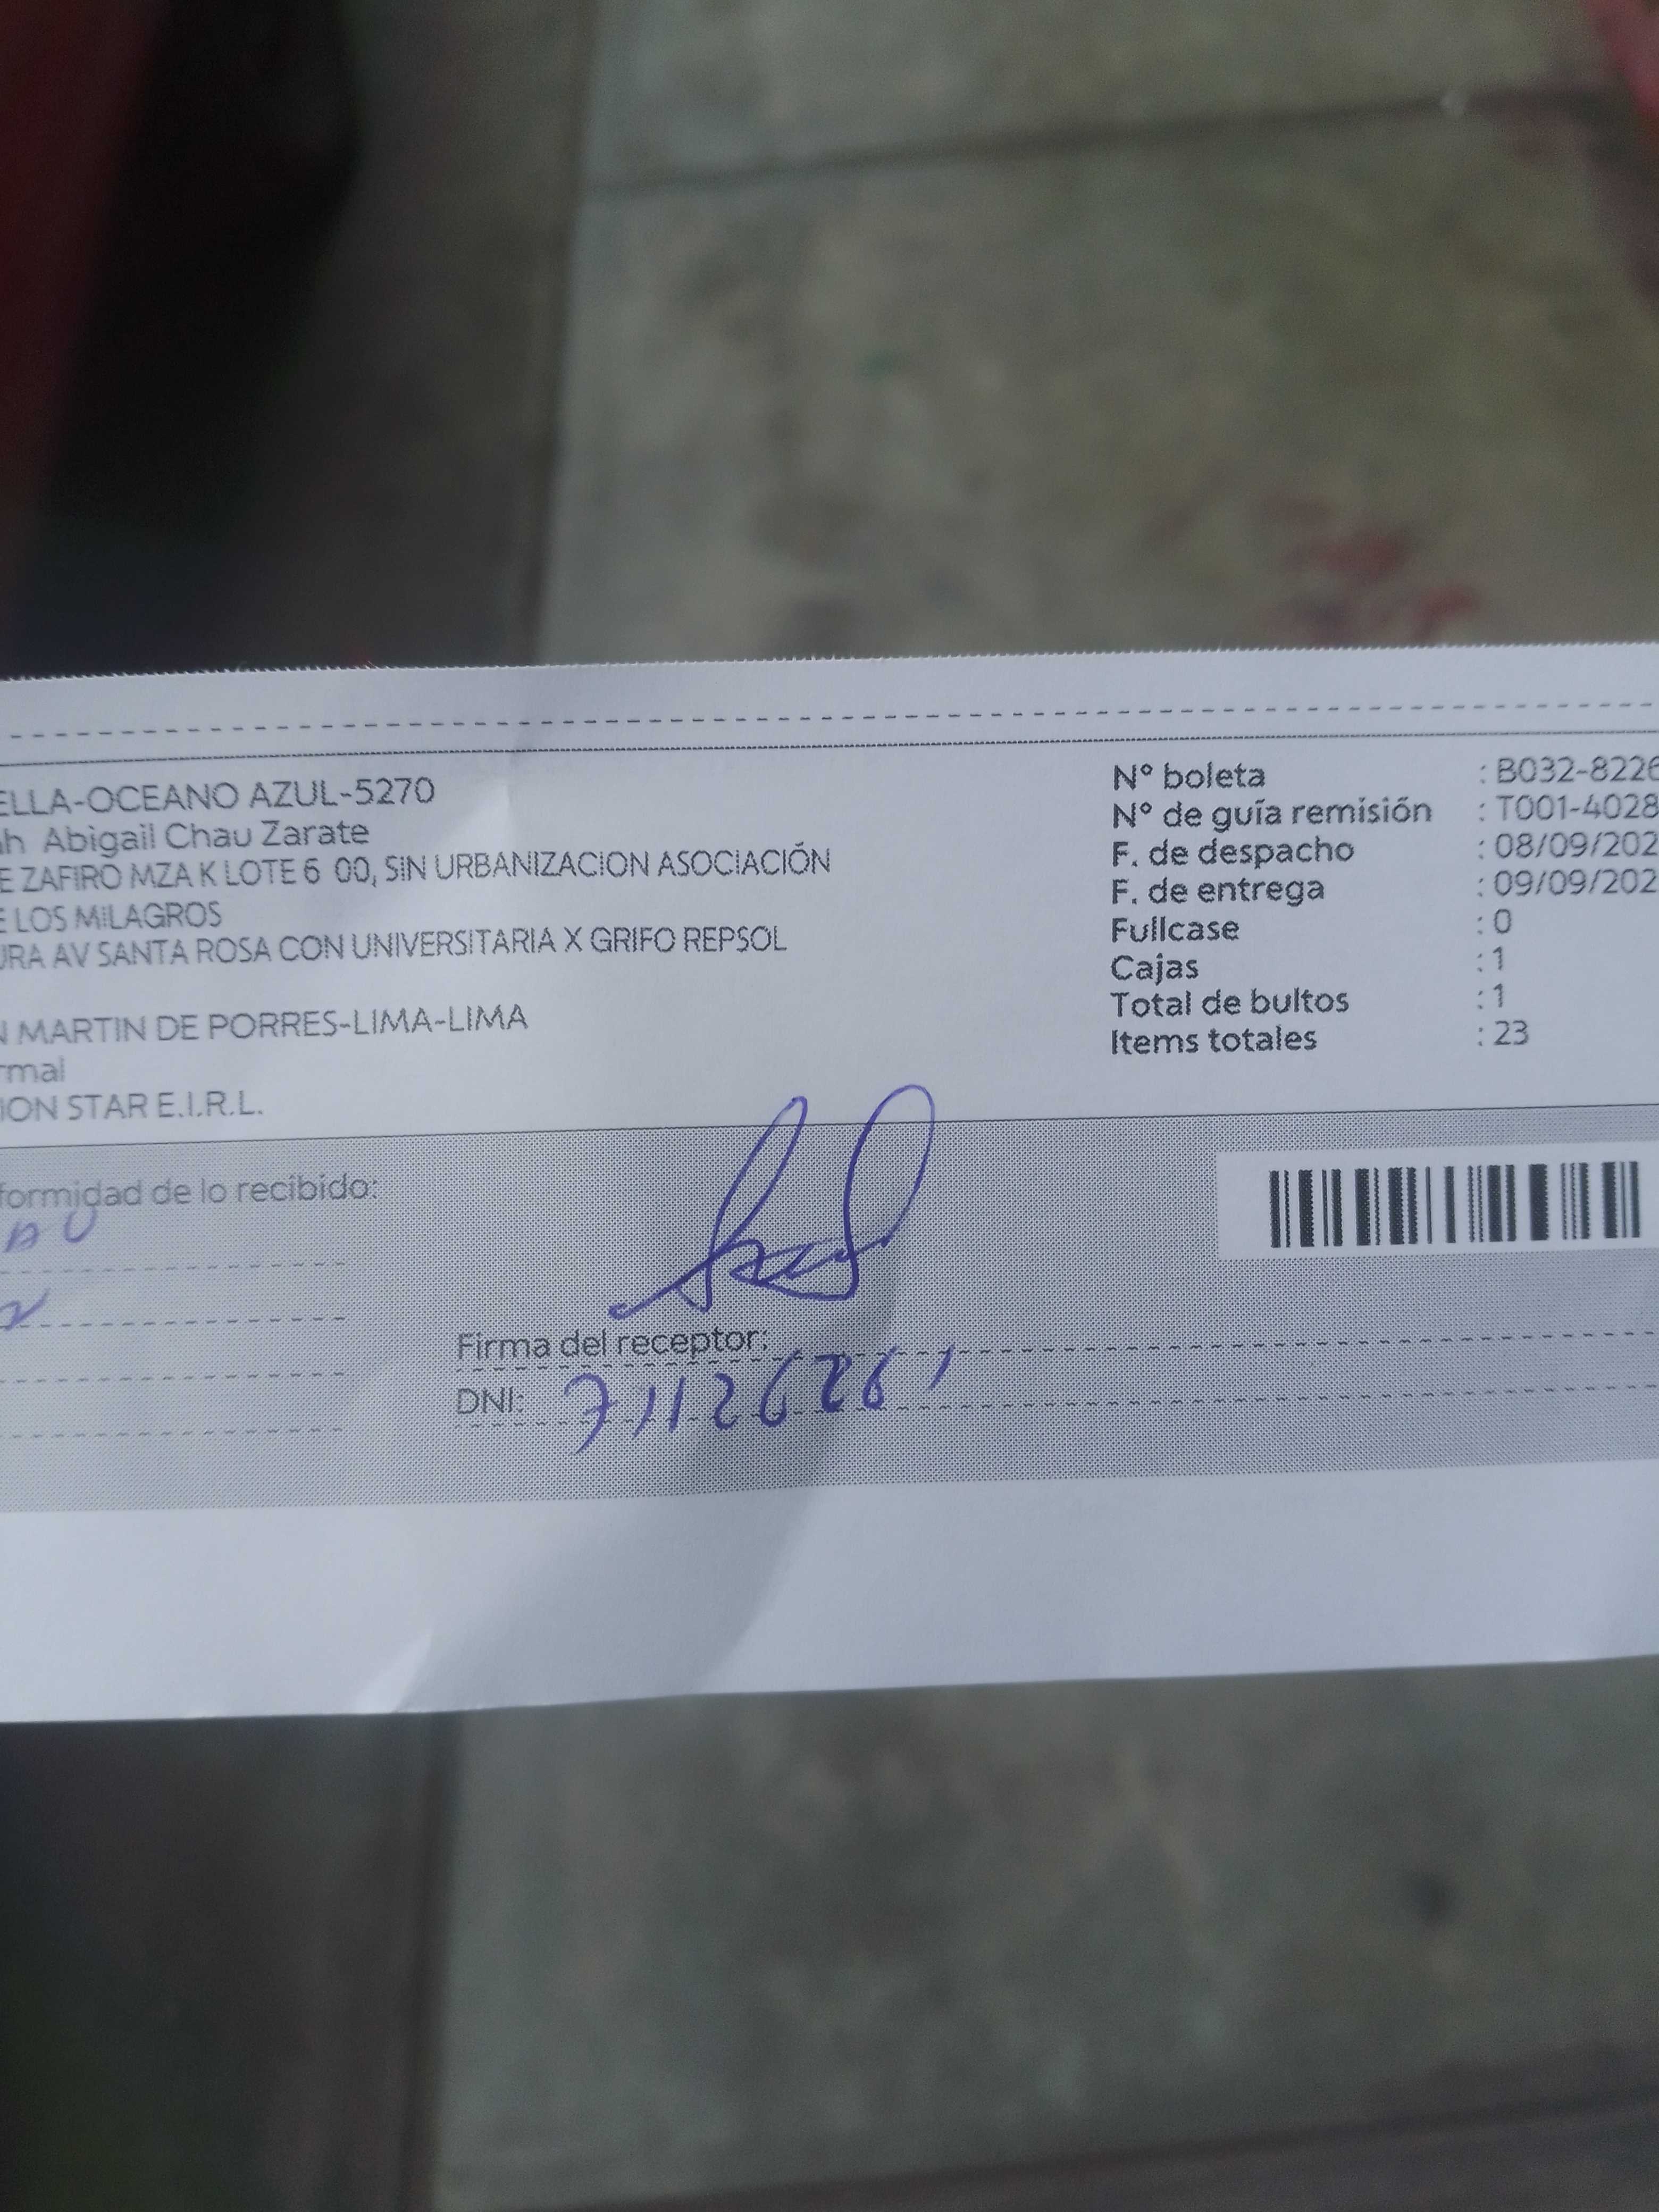 ELLA-OCEANO AZUL-5270
ah Abigail Chau Zarate
E ZAFIRO MZA K LOTE 6 00, SIN URBANIZACION ASOCIACIÓN
E LOS MILAGROS
URA AV SANTA ROSA CON UNIVERSITARIA X GRIFO REPSOL
N MARTIN DE PORRES-LIMA-LIMA
rmal
ION STAR E.I.R.L.
N° boleta : B032-8226
N° de guía remisión : T001-4028
F. de despacho : 08/09/202
F. de entrega : 09/09/202
Fullcase : 0
Cajas : 1
Total de bultos : 1
Items totales : 23
formidad de lo recibido:
Firma del receptor:
DNI: